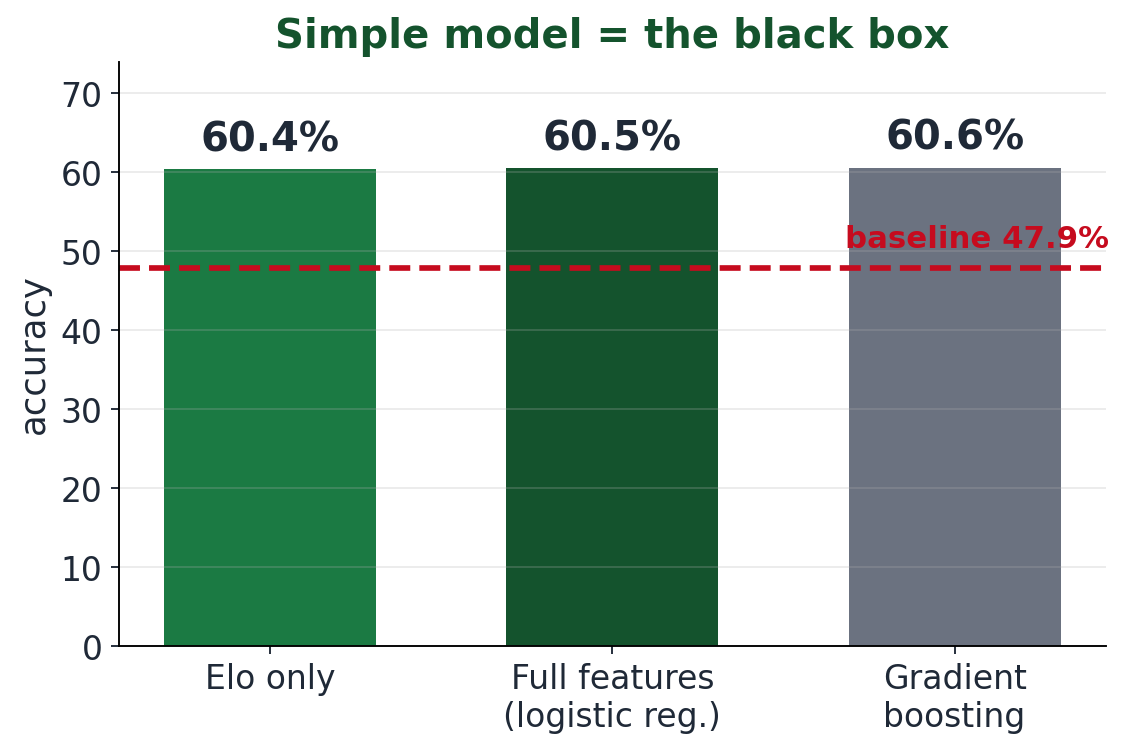 Simple model = the black box
70
60
50
40
30
20
10
0
accuracy
60.4%
60.5%
60.6%
baseline 47.9%
Elo only
Full features
(logistic reg.)
Gradient
boosting